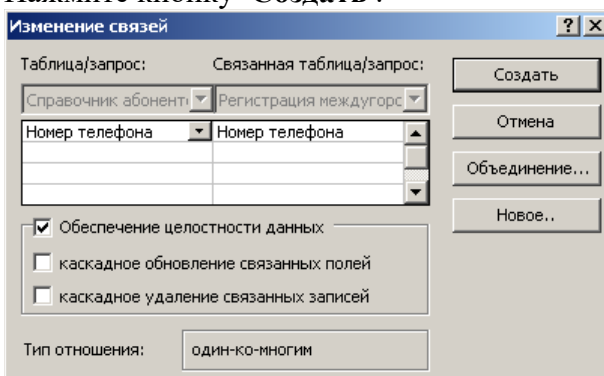 Нажмите кнопку "Создать".
Изменение связей
Таблица/запрос: Связанная таблица/запрос:
Справочник абонент Регистрация междугорс
Номер телефона Номер телефона
Обеспечение целостности данных
каскадное обновление связанных полей
каскадное удаление связанных записей
Тип отношения: один-ко-многим
Создать
Отмена
Объединение...
Новое..